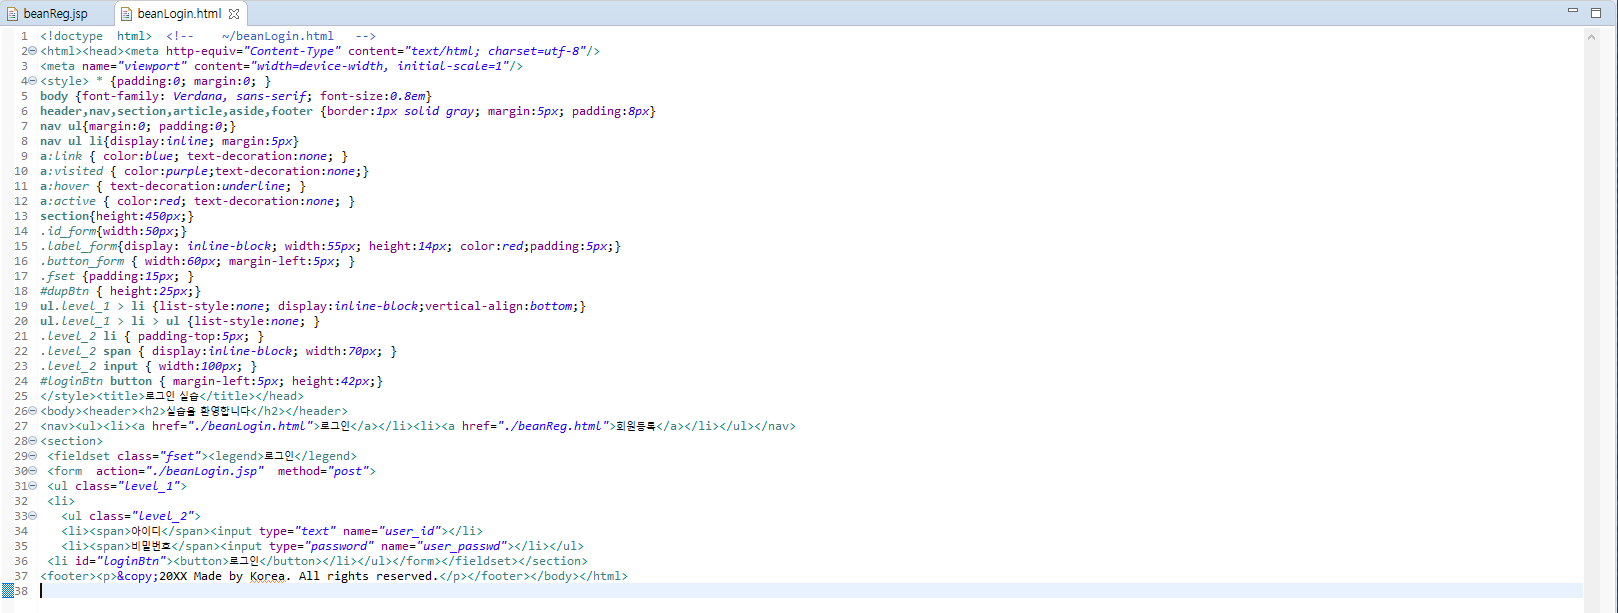 beanReg.jsp
beanLogin.html
1 <!doctype  html>  <!--   ~/beanLogin.html   -->
2 <html><head><meta http-equiv="Content-Type" content="text/html; charset=utf-8"/>
3 <meta name="viewport" content="width=device-width, initial-scale=1"/>
4 <style> * {padding:0; margin:0; }
5 body {font-family: Verdana, sans-serif; font-size:0.8em}
6 header,nav,section,article,aside,footer {border:1px solid gray; margin:5px; padding:8px}
7 nav ul{margin:0; padding:0;}
8 nav ul li{display:inline; margin:5px}
9 a:link { color:blue; text-decoration:none; }
10 a:visited { color:purple;text-decoration:none;}
11 a:hover { text-decoration:underline; }
12 a:active { color:red; text-decoration:none; }
13 section{height:450px;}
14 .id_form{width:50px;}
15 .label_form{display: inline-block; width:55px; height:14px; color:red;padding:5px;}
16 .button_form { width:60px; margin-left:5px; }
17 .fset {padding:15px; }
18 #dupBtn { height:25px;}
19 ul.level_1 > li {list-style:none; display:inline-block;vertical-align:bottom;}
20 ul.level_1 > li > ul {list-style:none; }
21 .level_2 li { padding-top:5px; }
22 .level_2 span { display:inline-block; width:70px; }
23 .level_2 input { width:100px; }
24 #loginBtn button { margin-left:5px; height:42px;}
25 </style><title>로그인 실습</title></head>
26 <body><header><h2>실습을 환영합니다</h2></header>
27 <nav><ul><li><a href="./beanLogin.html">로그인</a></li><li><a href="./beanReg.html">회원등록</a></li></ul></nav>
28 <section>
29  <fieldset class="fset"><legend>로그인</legend>
30  <form  action="./beanLogin.jsp"  method="post">
31  <ul class="level_1">
32  <li>
33    <ul class="level_2">
34    <li><span>아이디</span><input type="text" name="user_id"></li>
35    <li><span>비밀번호</span><input type="password" name="user_passwd"></li></ul>
36  <li id="loginBtn"><button>로그인</button></li></ul></form></fieldset></section>
37 <footer><p>&copy;20XX Made by Korea. All rights reserved.</p></footer></body></html>
38